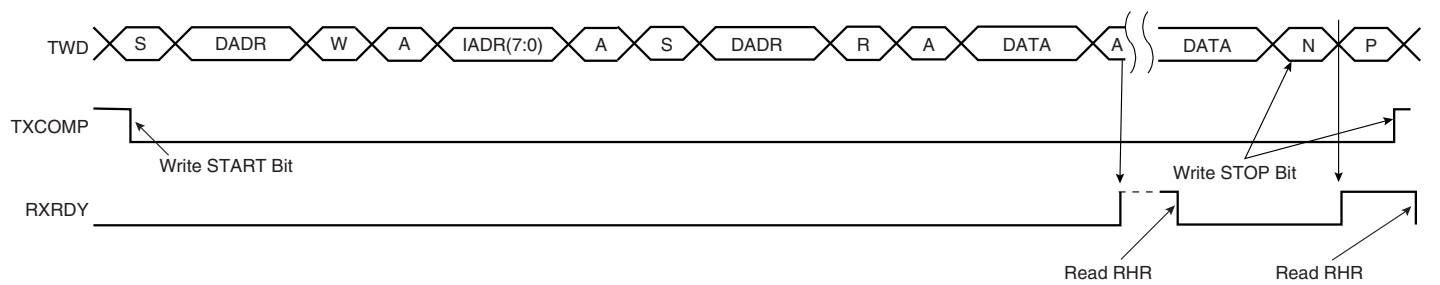 TWD S DADR W A IADR(7:0) A S DADR R A DATA A DATA N P
TXCOMP
Write START Bit
Write STOP Bit
RXRDY
Read RHR Read RHR